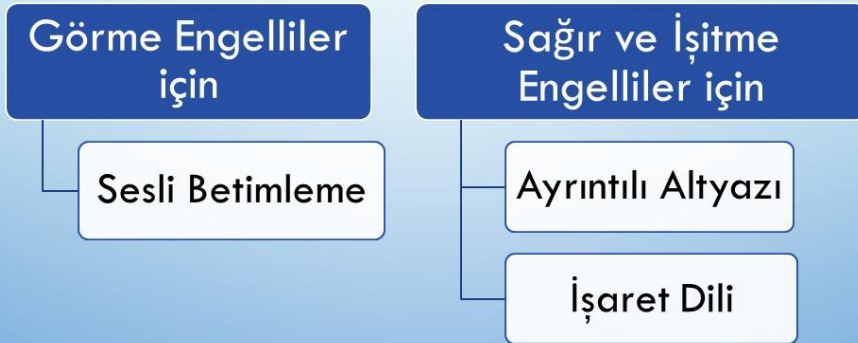 Görme Engelliler
için
Sesli Betimleme
Sağır ve İşitme
Engelliler için
Ayrıntılı Altyazı
İşaret Dili